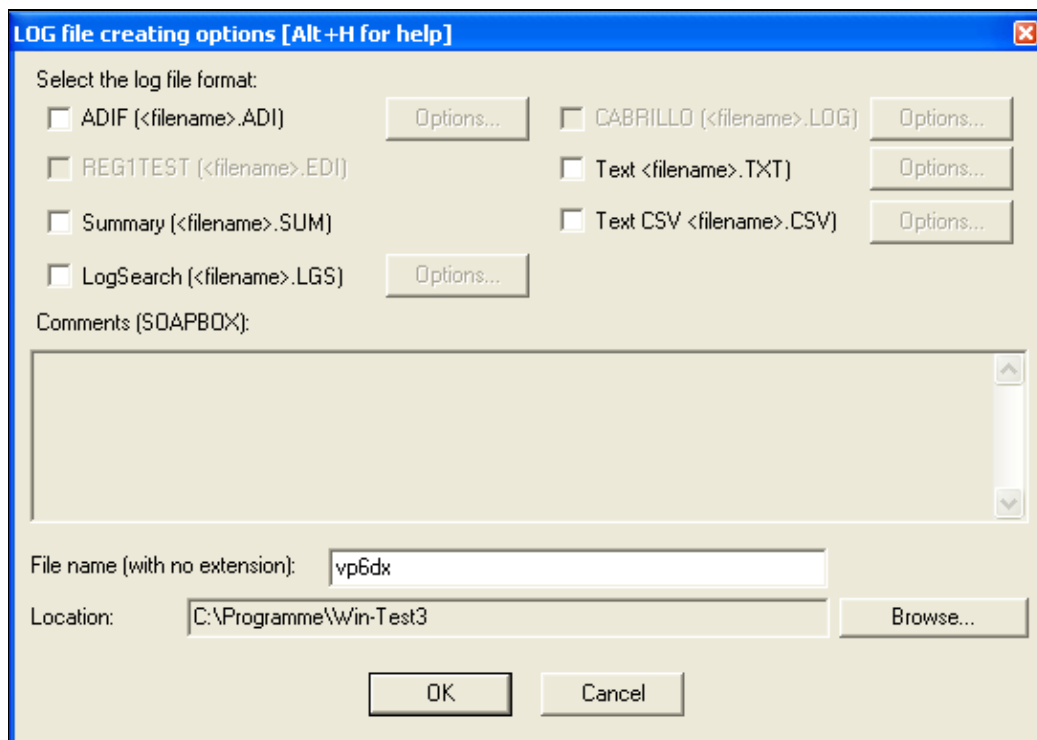 LOG file creating options [Alt+H for help]
Select the log file format:
ADIF (<filename>.ADI) Options... CABRILLO (<filename>.LOG) Options...
REG1TEST (<filename>.EDI) Text <filename>.TXT) Options...
Summary (<filename>.SUM) Text CSV <filename>.CSV) Options...
LogSearch (<filename>.LGS) Options...
Comments (SOAPBOX):
File name (with no extension): vp6dx
Location: C:\Programme\Win-Test3 Browse...
OK Cancel